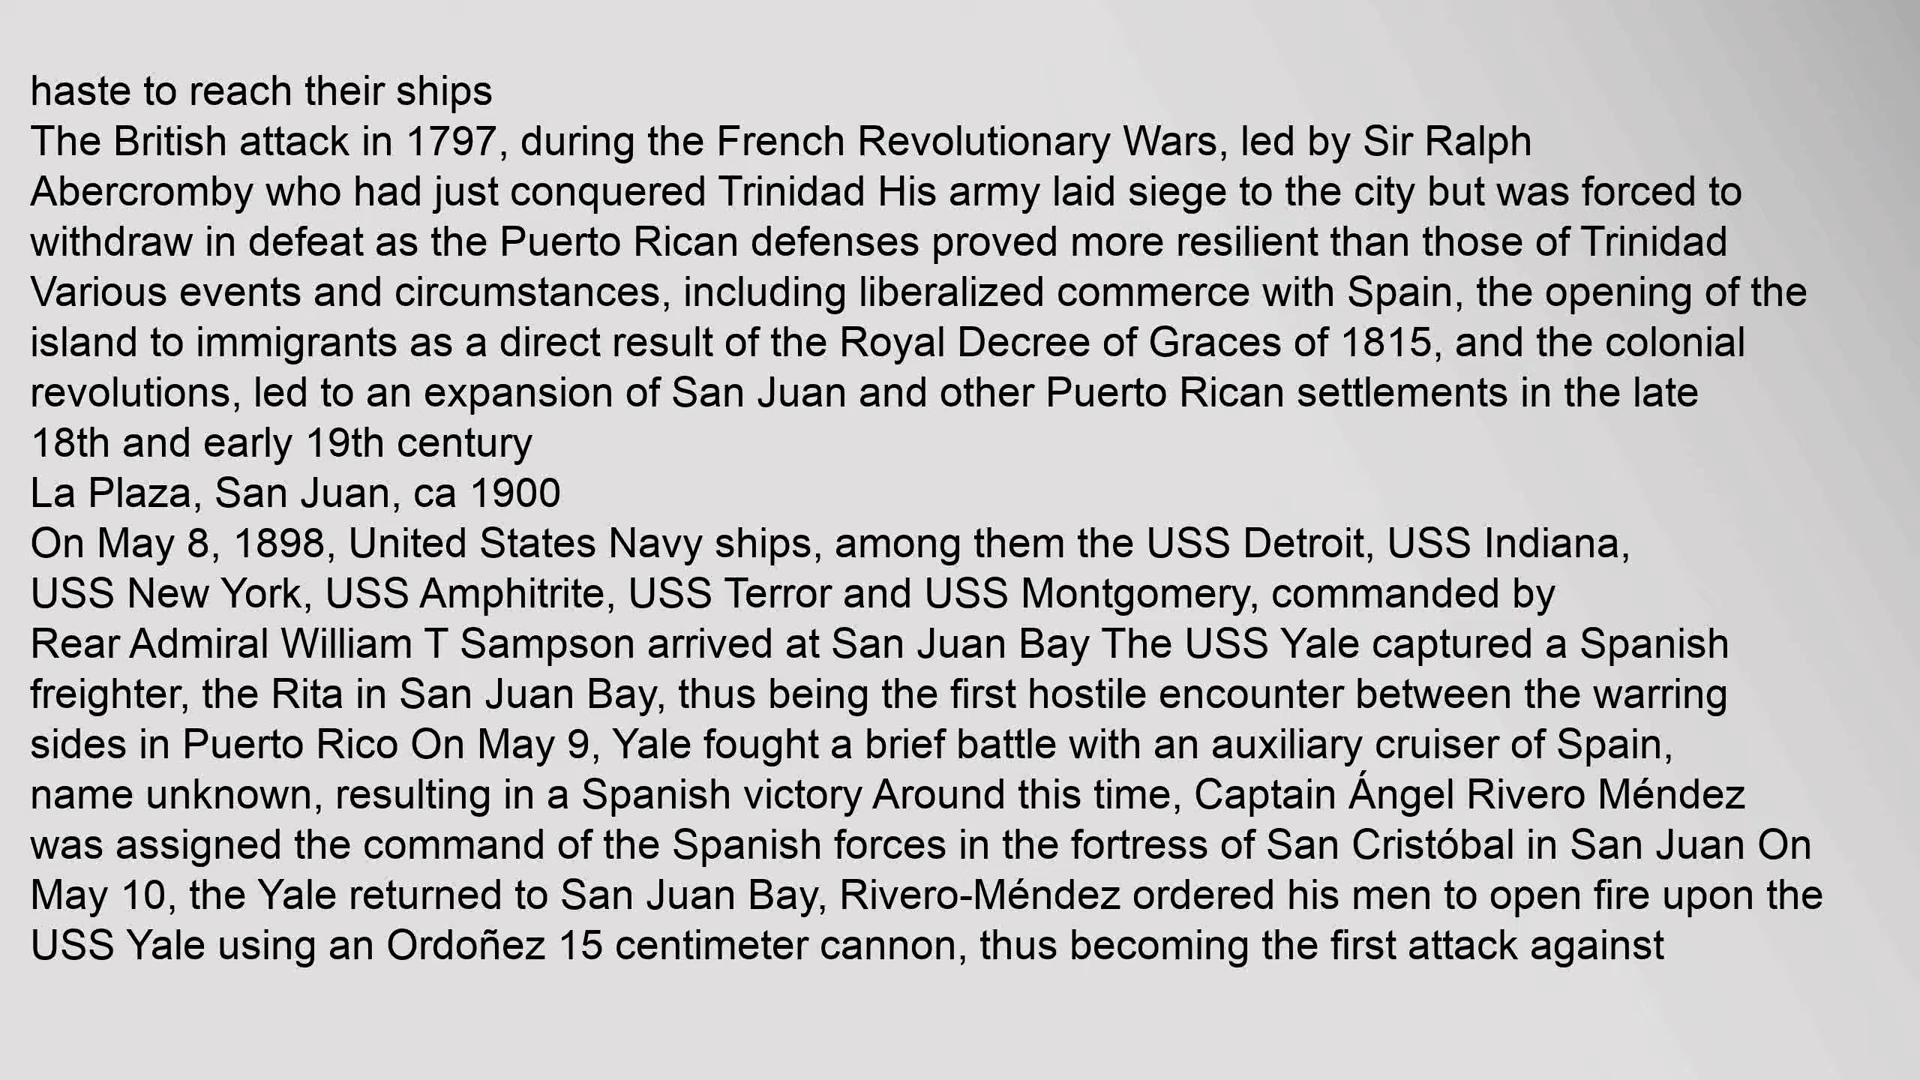 haste to reach their ships
The British attack in 1797, during the French Revolutionary Wars, led by Sir Ralph
Abercromby who had just conquered Trinidad His army laid siege to the city but was forced to
withdraw in defeat as the Puerto Rican defenses proved more resilient than those of Trinidad
Various events and circumstances, including liberalized commerce with Spain, the opening of the
island to immigrants as a direct result of the Royal Decree of Graces of 1815, and the colonial
revolutions, led to an expansion of San Juan and other Puerto Rican settlements in the late
18th and early 19th century
La Plaza, San Juan, ca 1900
On May 8, 1898, United States Navy ships, among them the USS Detroit, USS Indiana,
USS New York, USS Amphitrite, USS Terror and USS Montgomery, commanded by
Rear Admiral William T Sampson arrived at San Juan Bay The USS Yale captured a Spanish
freighter, the Rita in San Juan Bay, thus being the first hostile encounter between the warring
sides in Puerto Rico On May 9, Yale fought a brief battle with an auxiliary cruiser of Spain,
name unknown, resulting in a Spanish victory Around this time, Captain Ángel Rivero Méndez
was assigned the command of the Spanish forces in the fortress of San Cristóbal in San Juan On
May 10, the Yale returned to San Juan Bay, Rivero-Méndez ordered his men to open fire upon the
USS Yale using an Ordoñez 15 centimeter cannon, thus becoming the first attack against